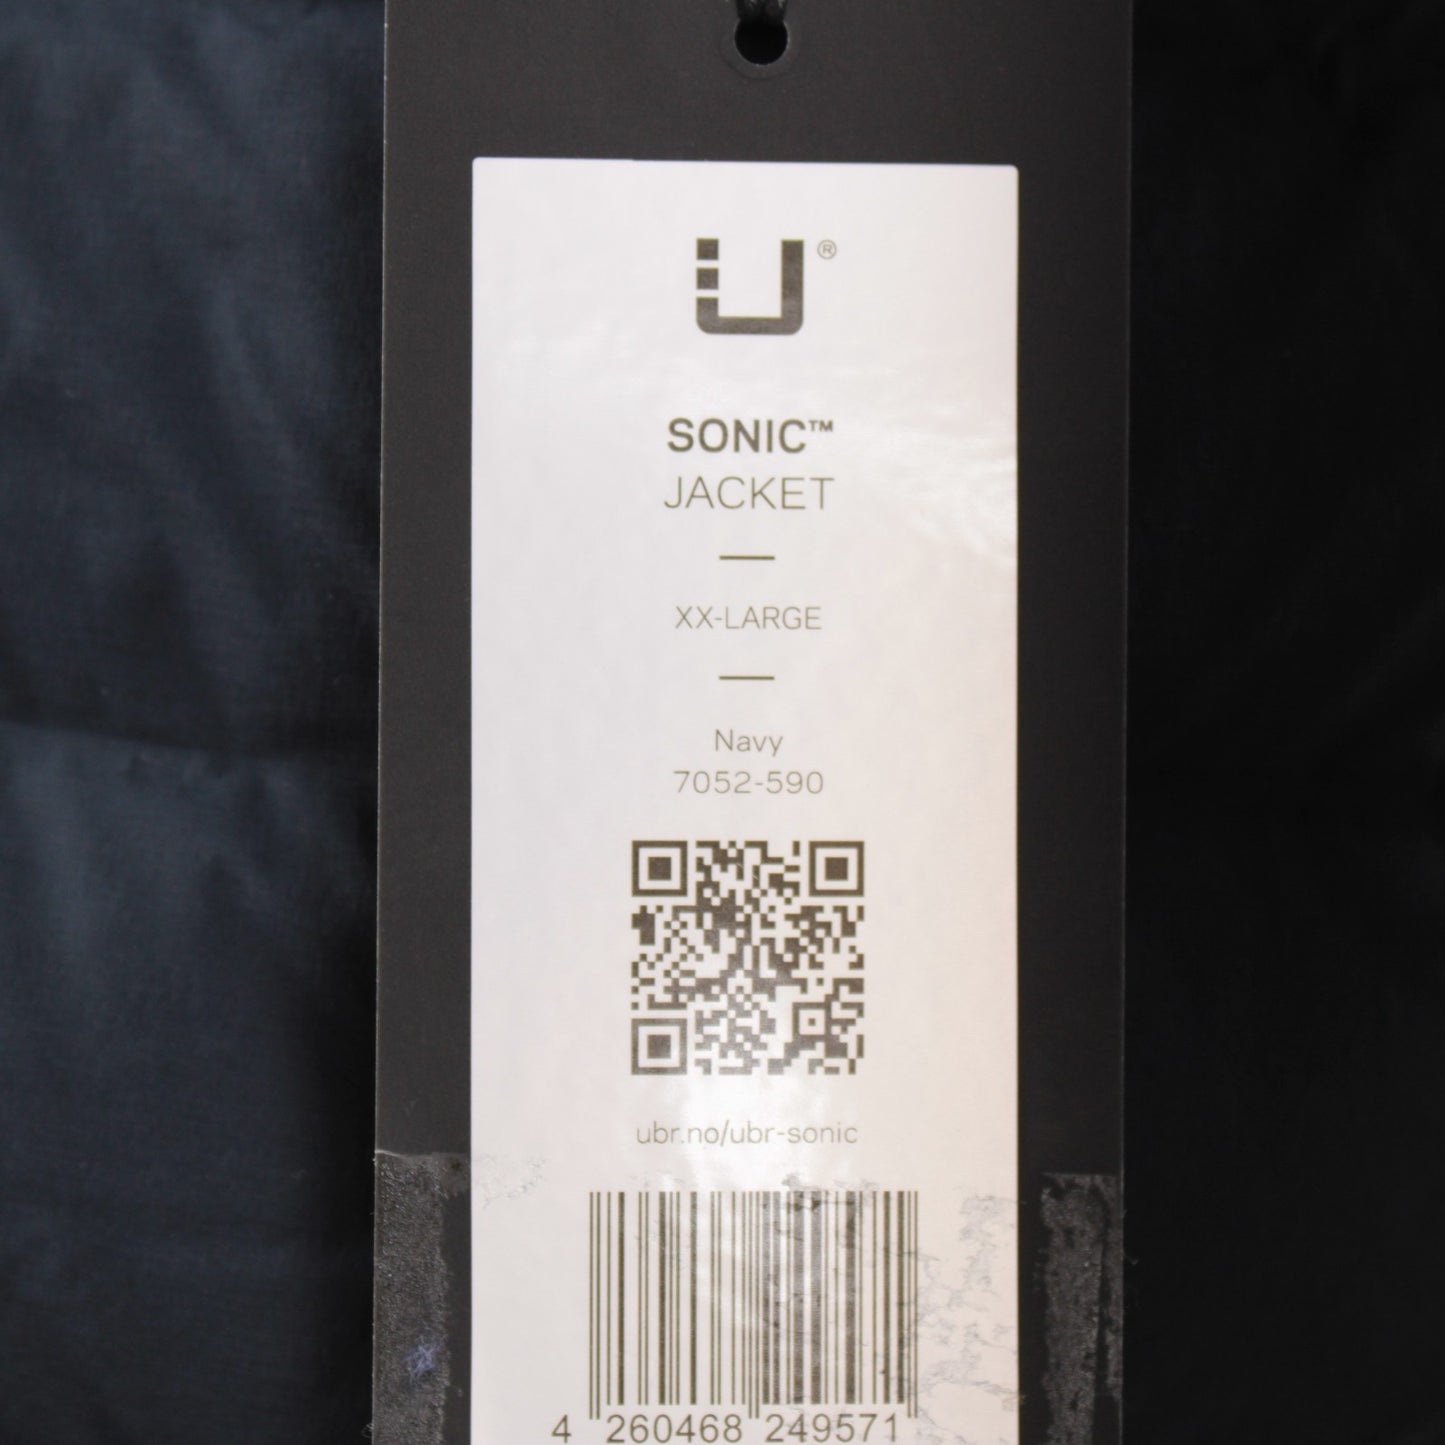 U®
SONIC™
JACKET
XX-LARGE
Navy
7052-590
ubr.no/ubr-sonic
4 260468 249571